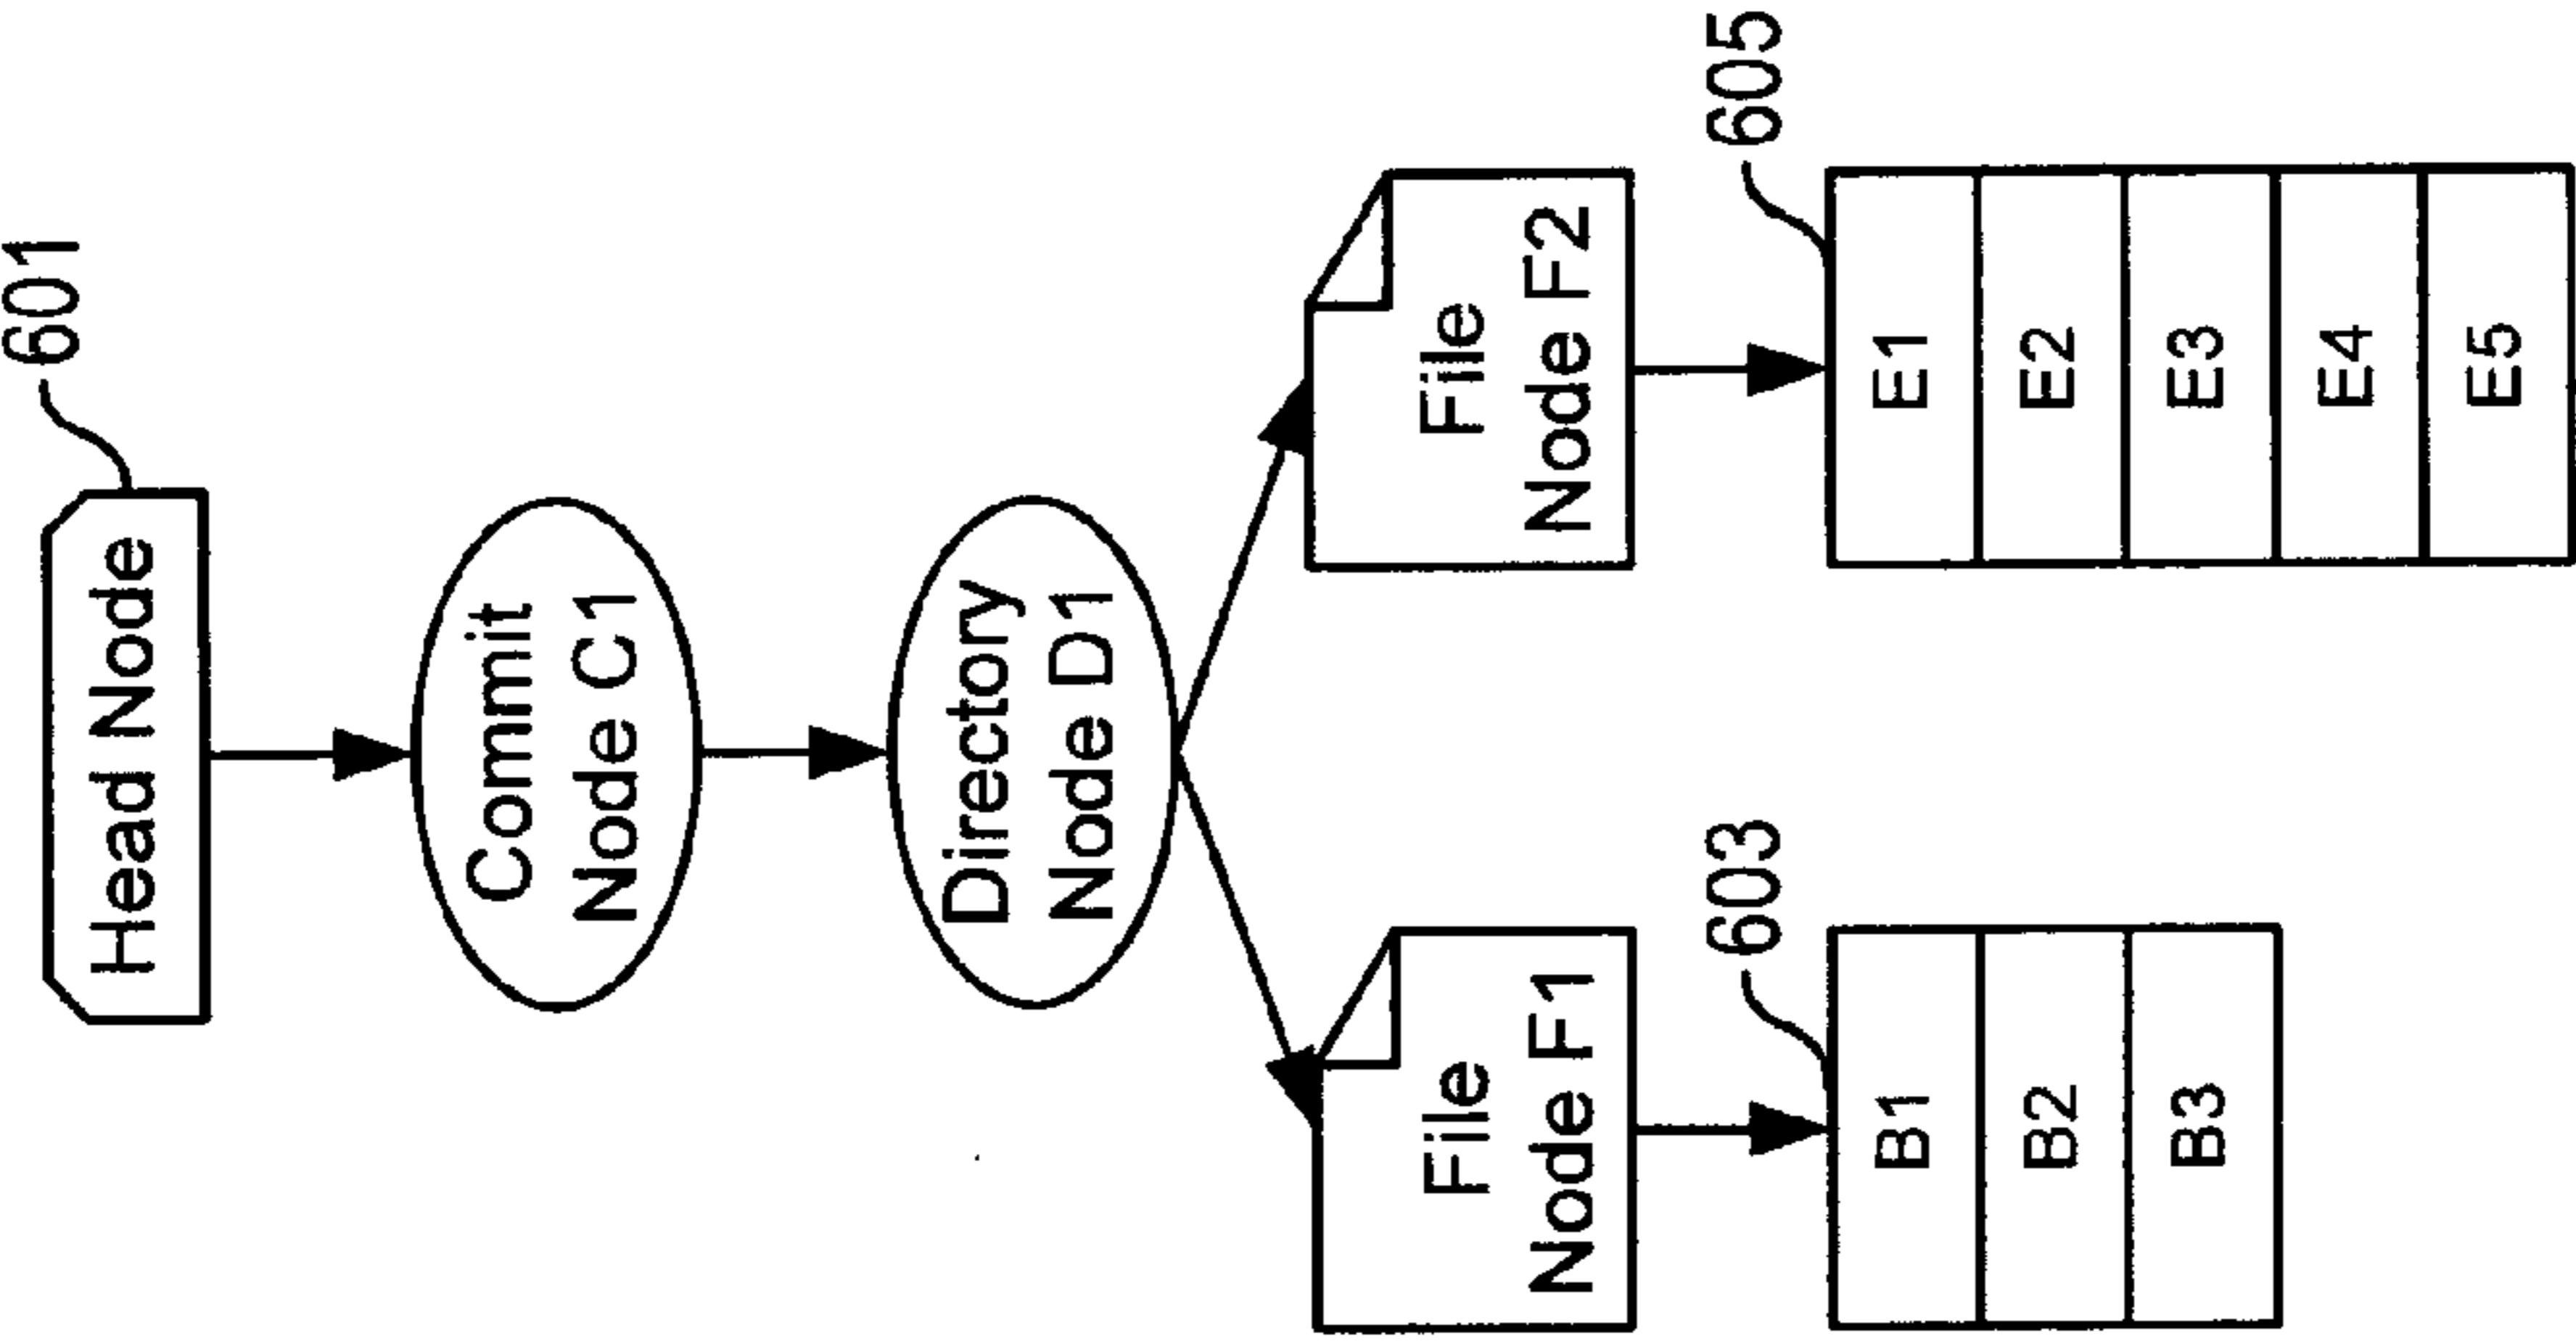 601
Head Node
Commit
Node C1
Directory
Node D1
File
Node F1
File
Node F2
603
B1
B2
B3
605
E1
E2
E3
E4
E5